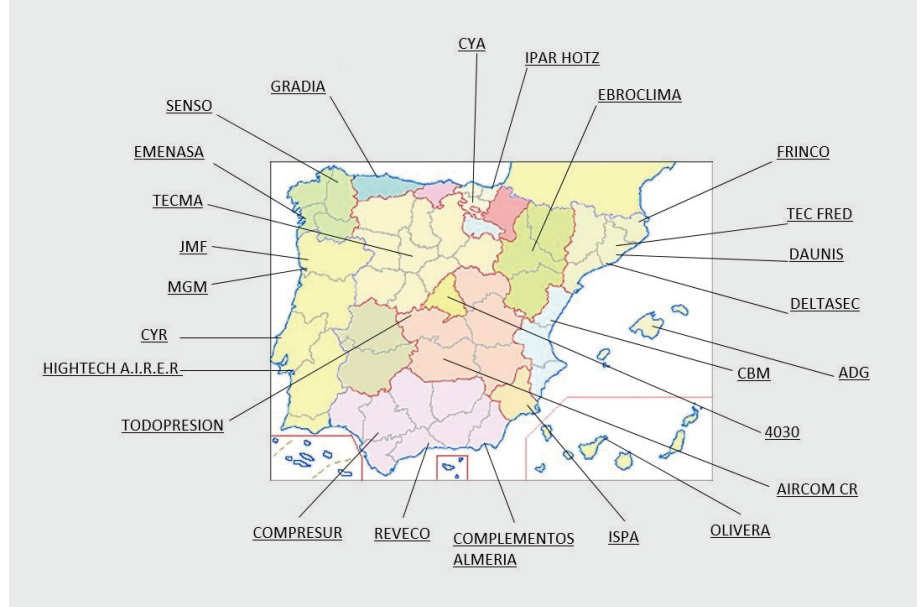 CYA
IPAR HOTZ
GRADIA
EBROCLIMA
SENSO
EMENASA
FRINCO
TECMA
TEC FRED
JMF
DAUNIS
MGM
DELTASEC
CYR
HIGHTECH A.I.R.E.R
CBM
ADG
TODOPRESION
4030
AIRCOM CR
COMPRESUR
REVECO
COMPLEMENTOS
ALMERIA
ISPA
OLIVERA